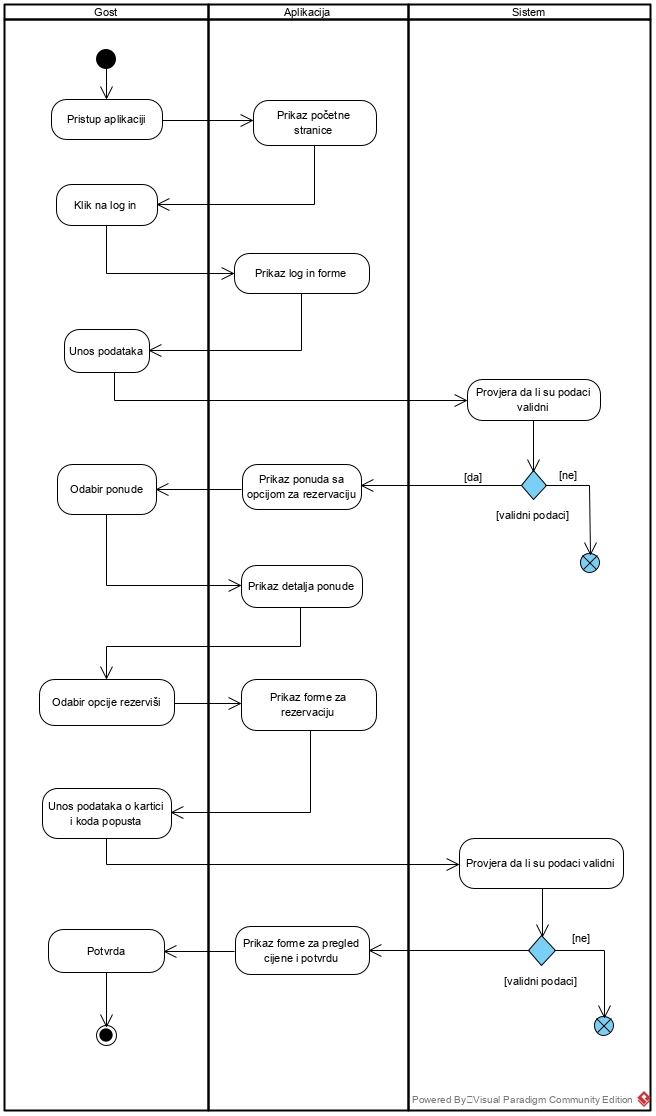 Gost
Aplikacija
Sistem
Pristup aplikaciji
Prikaz početne
stranice
Klik na log in
Prikaz log in forme
Unos podataka
Provjera da li su podaci
validni
[da]
[ne]
[validni podaci]
Prikaz ponuda sa
opcijom za rezervaciju
Odabir ponude
Prikaz detalja ponude
Odabir opcije rezerviši
Prikaz forme za
rezervaciju
Unos podataka o kartici
i koda popusta
Provjera da li su podaci validni
[ne]
[validni podaci]
Prikaz forme za pregled
cijene i potvrdu
Potvrda
Powered By Visual Paradigm Community Edition